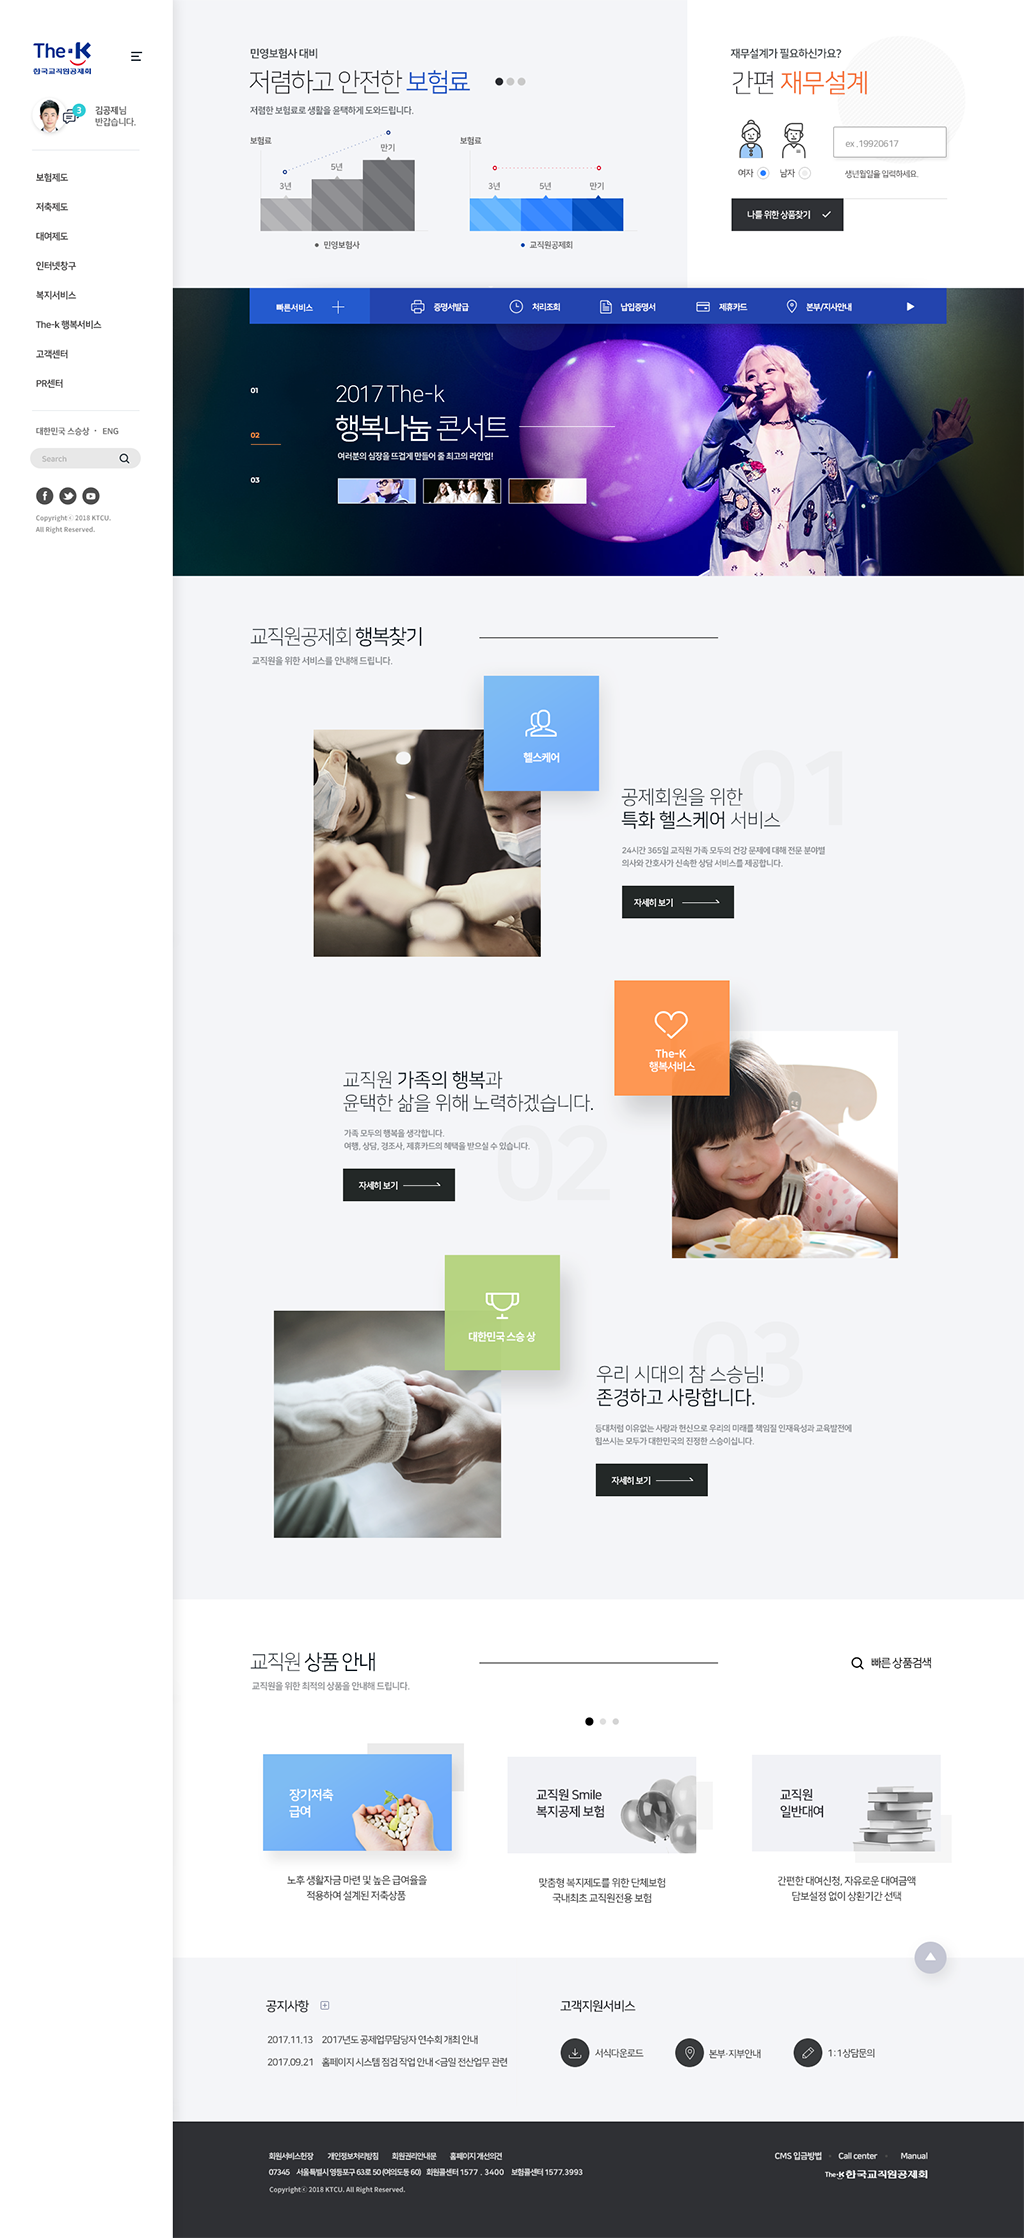 The-K
한국교직원공제회
3
김공제님
반갑습니다.
보험제도
저축제도
대여제도
인터넷창구
복지서비스
The-k 행복서비스
고객센터
PR센터
대한민국 스승상 · ENG
Search
Copyrightⓒ 2018 KTCU.
All Right Reserved.
민영보험사 대비
저렴하고 안전한 보험료
저렴한 보험료로 생활을 윤택하게 도와드립니다.
보험료
3년
5년
만기
민영보험사
보험료
3년
5년
만기
교직원공제회
재무설계가 필요하신가요?
간편 재무설계
여자
남자
ex .19920617
생년월일을 입력하세요.
나를 위한 상품찾기
빠른서비스
증명서발급
처리조회
납입증명서
제휴카드
본부/지사안내
01
02
03
2017 The-k
행복나눔 콘서트
여러분의 심장을 뜨겁게 만들어 줄 최고의 라인업!
교직원공제회 행복찾기
교직원을 위한 서비스를 안내해 드립니다.
헬스케어
01
공제회원을 위한
특화 헬스케어 서비스
24시간 365일 교직원 가족 모두의 건강 문제에 대해 전문 분야별
의사와 간호사가 신속한 상담 서비스를 제공합니다.
자세히 보기
The-K
행복서비스
02
교직원 가족의 행복과
윤택한 삶을 위해 노력하겠습니다.
가족 모두의 행복을 생각합니다.
여행, 상담, 경조사, 제휴카드의 혜택을 받으실 수 있습니다.
자세히 보기
대한민국 스승 상
03
우리 시대의 참 스승님!
존경하고 사랑합니다.
등대처럼 이유없는 사랑과 헌신으로 우리의 미래를 책임질 인재육성과 교육발전에
힘쓰시는 모두가 대한민국의 진정한 스승이십니다.
자세히 보기
교직원 상품 안내
교직원을 위한 최적의 상품을 안내해 드립니다.
빠른 상품검색
장기저축
급여
노후 생활자금 마련 및 높은 급여율을
적용하여 설계된 저축상품
교직원 Smile
복지공제 보험
맞춤형 복지제도를 위한 단체보험
국내최초 교직원전용 보험
교직원
일반대여
간편한 대여신청, 자유로운 대여금액
담보설정 없이 상환기간 선택
공지사항
2017.11.13 2017년도 공제업무담당자 연수회 개최 안내
2017.09.21 홈페이지 시스템 점검 작업 안내 <금일 전산업무 관련
고객지원서비스
서식다운로드
본부·지부안내
1:1상담문의
회원서비스헌장 개인정보처리방침 회원권리안내문 홈페이지 개선의견
07345 서울특별시 영등포구 63로 50 (여의도동 60) 회원콜센터 1577 . 3400 보험콜센터 1577.3993
Copyrightⓒ 2018 KTCU. All Right Reserved.
CMS 입금방법 · Call center · Manual
The-K 한국교직원공제회